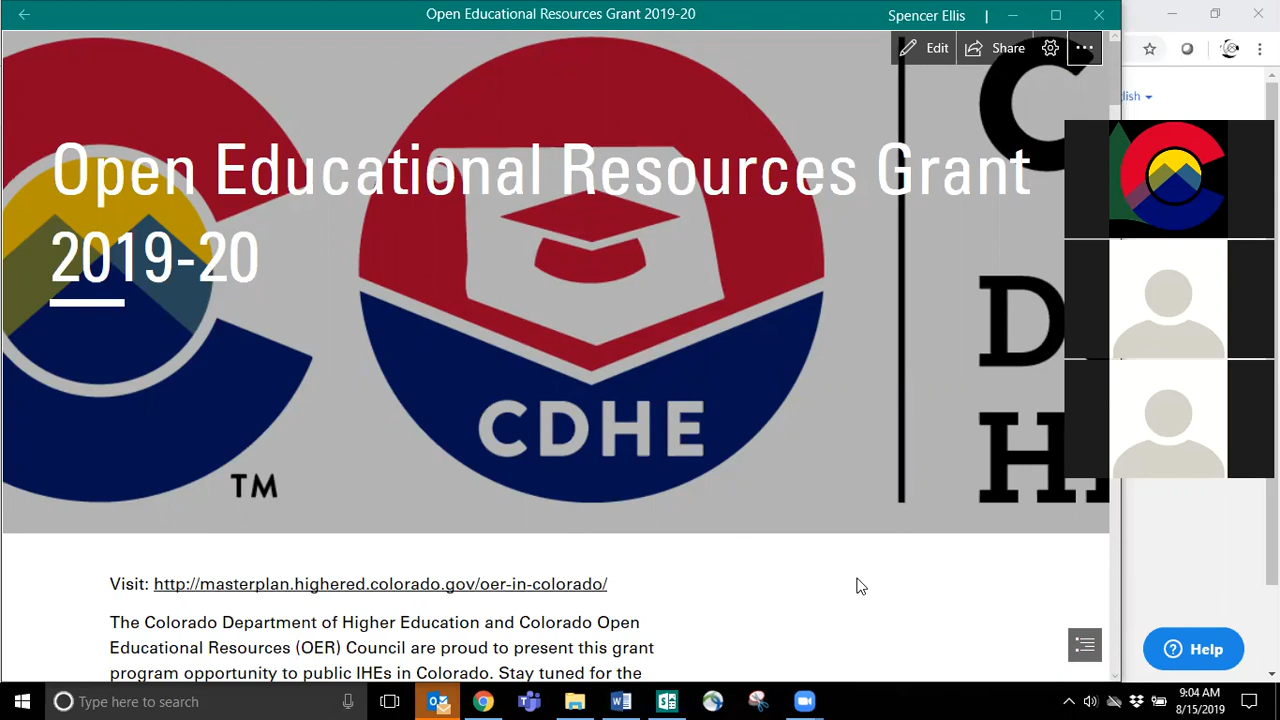 Open Educational Resources Grant 2019-20
Spencer Ellis
Edit
Share
Open Educational Resources Grant
2019-20
CDHE
TM
C
D
H
Visit: http://masterplan.highered.colorado.gov/oer-in-colorado/
The Colorado Department of Higher Education and Colorado Open
Educational Resources (OER) Council are proud to present this grant
program opportunity to public IHEs in Colorado. Stay tuned for the
Help
Type here to search
9:04 AM
8/15/2019